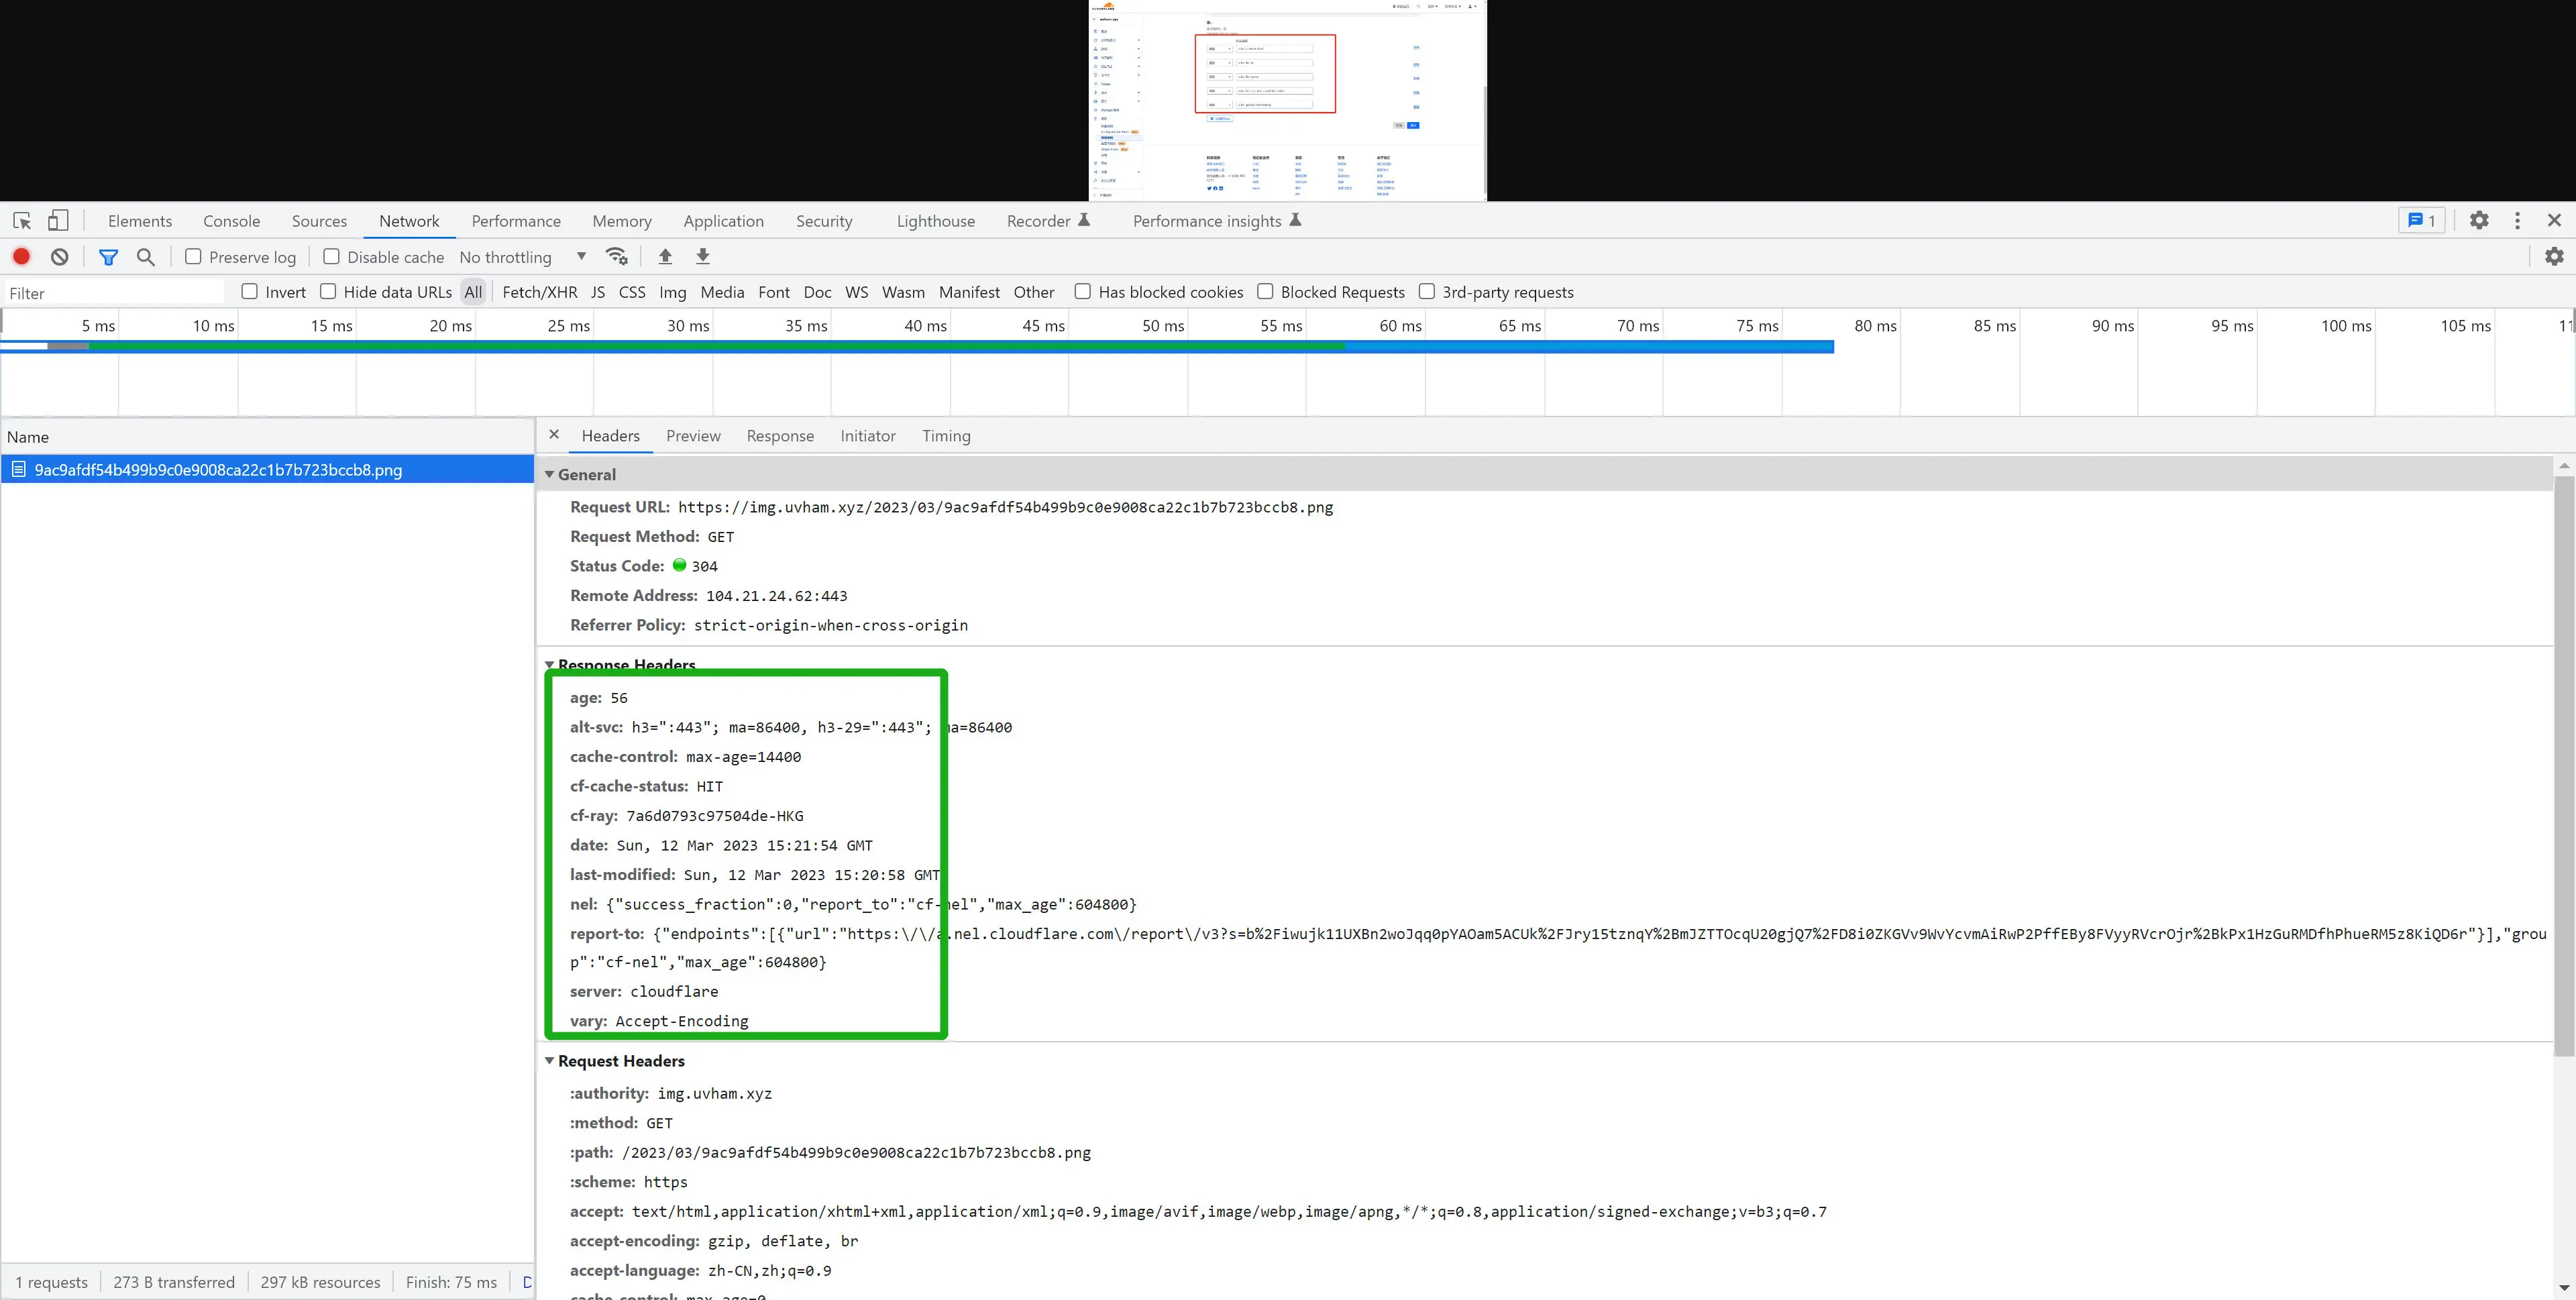 Elements Console Sources Network Performance Memory Application Security Lighthouse Recorder Performance insights 1
Preserve log Disable cache No throttling
Filter Invert Hide data URLs All Fetch/XHR JS CSS Img Media Font Doc WS Wasm Manifest Other Has blocked cookies Blocked Requests 3rd-party requests
5 ms 10 ms 15 ms 20 ms 25 ms 30 ms 35 ms 40 ms 45 ms 50 ms 55 ms 60 ms 65 ms 70 ms 75 ms 80 ms 85 ms 90 ms 95 ms 100 ms 105 ms
Name
9ac9afdf54b499b9c0e9008ca22c1b7b723bccb8.png
Headers Preview Response Initiator Timing
General
Request URL: https://img.uvham.xyz/2023/03/9ac9afdf54b499b9c0e9008ca22c1b7b723bccb8.png
Request Method: GET
Status Code: 304
Remote Address: 104.21.24.62:443
Referrer Policy: strict-origin-when-cross-origin
Response Headers
age: 56
alt-svc: h3=":443"; ma=86400, h3-29=":443"; ma=86400
cache-control: max-age=14400
cf-cache-status: HIT
cf-ray: 7a6d0793c97504de-HKG
date: Sun, 12 Mar 2023 15:21:54 GMT
last-modified: Sun, 12 Mar 2023 15:20:58 GMT
nel: {"success_fraction":0,"report_to":"cf-nel","max_age":604800}
report-to: {"endpoints":[{"url":"https:\/\/a.nel.cloudflare.com\/report\/v3?s=b%2Fiwujk11UXBn2woJqq0pYAOam5ACUk%2FJry15tznqY%2BmJZTTOcqU20gjQ7%2FD8i0ZKGVv9WvYcvmAiRwP2PffEBy8FVyyRVcrOjr%2BkPx1HzGuRMDfhPhueRM5z8KiQD6r"}],"grou
p":"cf-nel","max_age":604800}
server: cloudflare
vary: Accept-Encoding
Request Headers
:authority: img.uvham.xyz
:method: GET
:path: /2023/03/9ac9afdf54b499b9c0e9008ca22c1b7b723bccb8.png
:scheme: https
accept: text/html,application/xhtml+xml,application/xml;q=0.9,image/avif,image/webp,image/apng,*/*;q=0.8,application/signed-exchange;v=b3;q=0.7
accept-encoding: gzip, deflate, br
accept-language: zh-CN,zh;q=0.9
cache-control: max-age=0
1 requests 273 B transferred 297 kB resources Finish: 75 ms